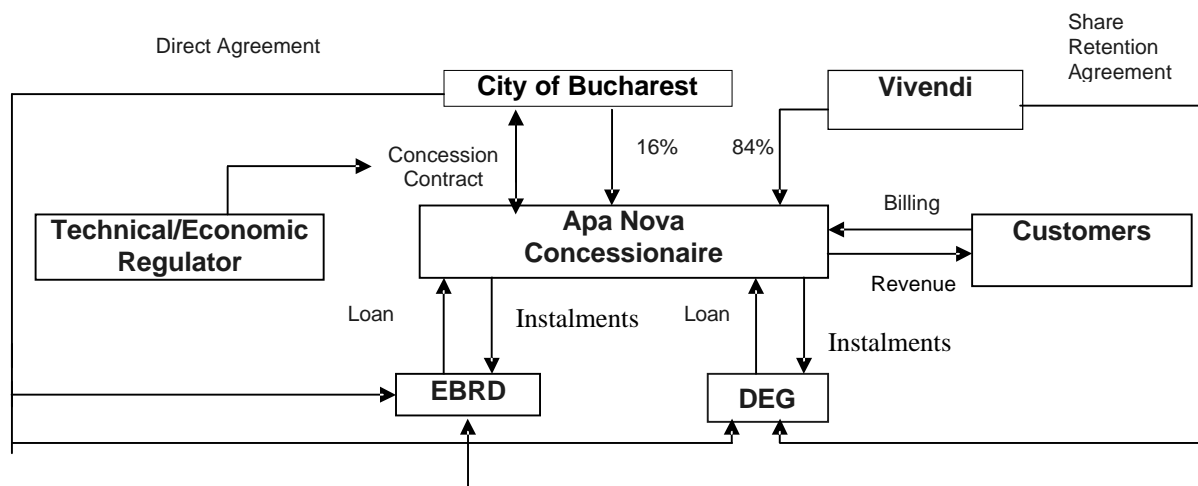 Direct Agreement
Share
Retention
Agreement
City of Bucharest
Vivendi
16%
84%
Concession
Contract
Technical/Economic
Regulator
Apa Nova
Concessionaire
Billing
Customers
Revenue
Loan
Instalments
Loan
Instalments
EBRD
DEG